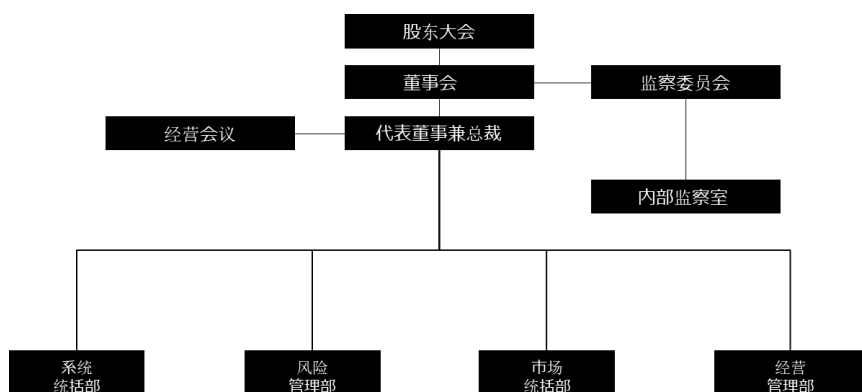 股东大会
董事会
监察委员会
经营会议
代表董事兼总裁
内部监察室
系统
统括部
风险
管理部
市场
统括部
经营
管理部